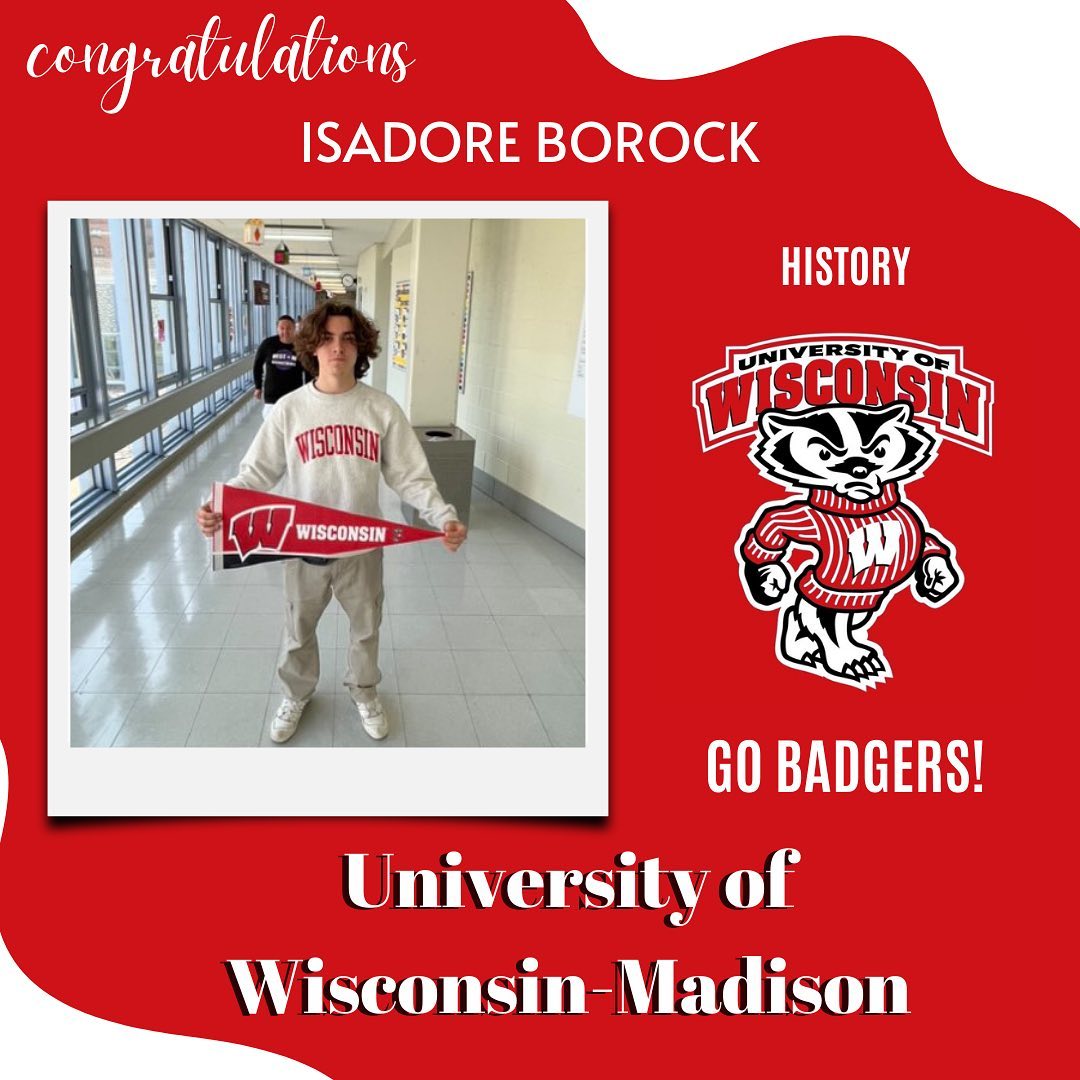 congratulations
ISADORE BOROCK
HISTORY
UNIVERSITY OF
WISCONSIN
W
WISCONSIN
W WISCONSIN
GO BADGERS!
University of
Wisconsin-Madison